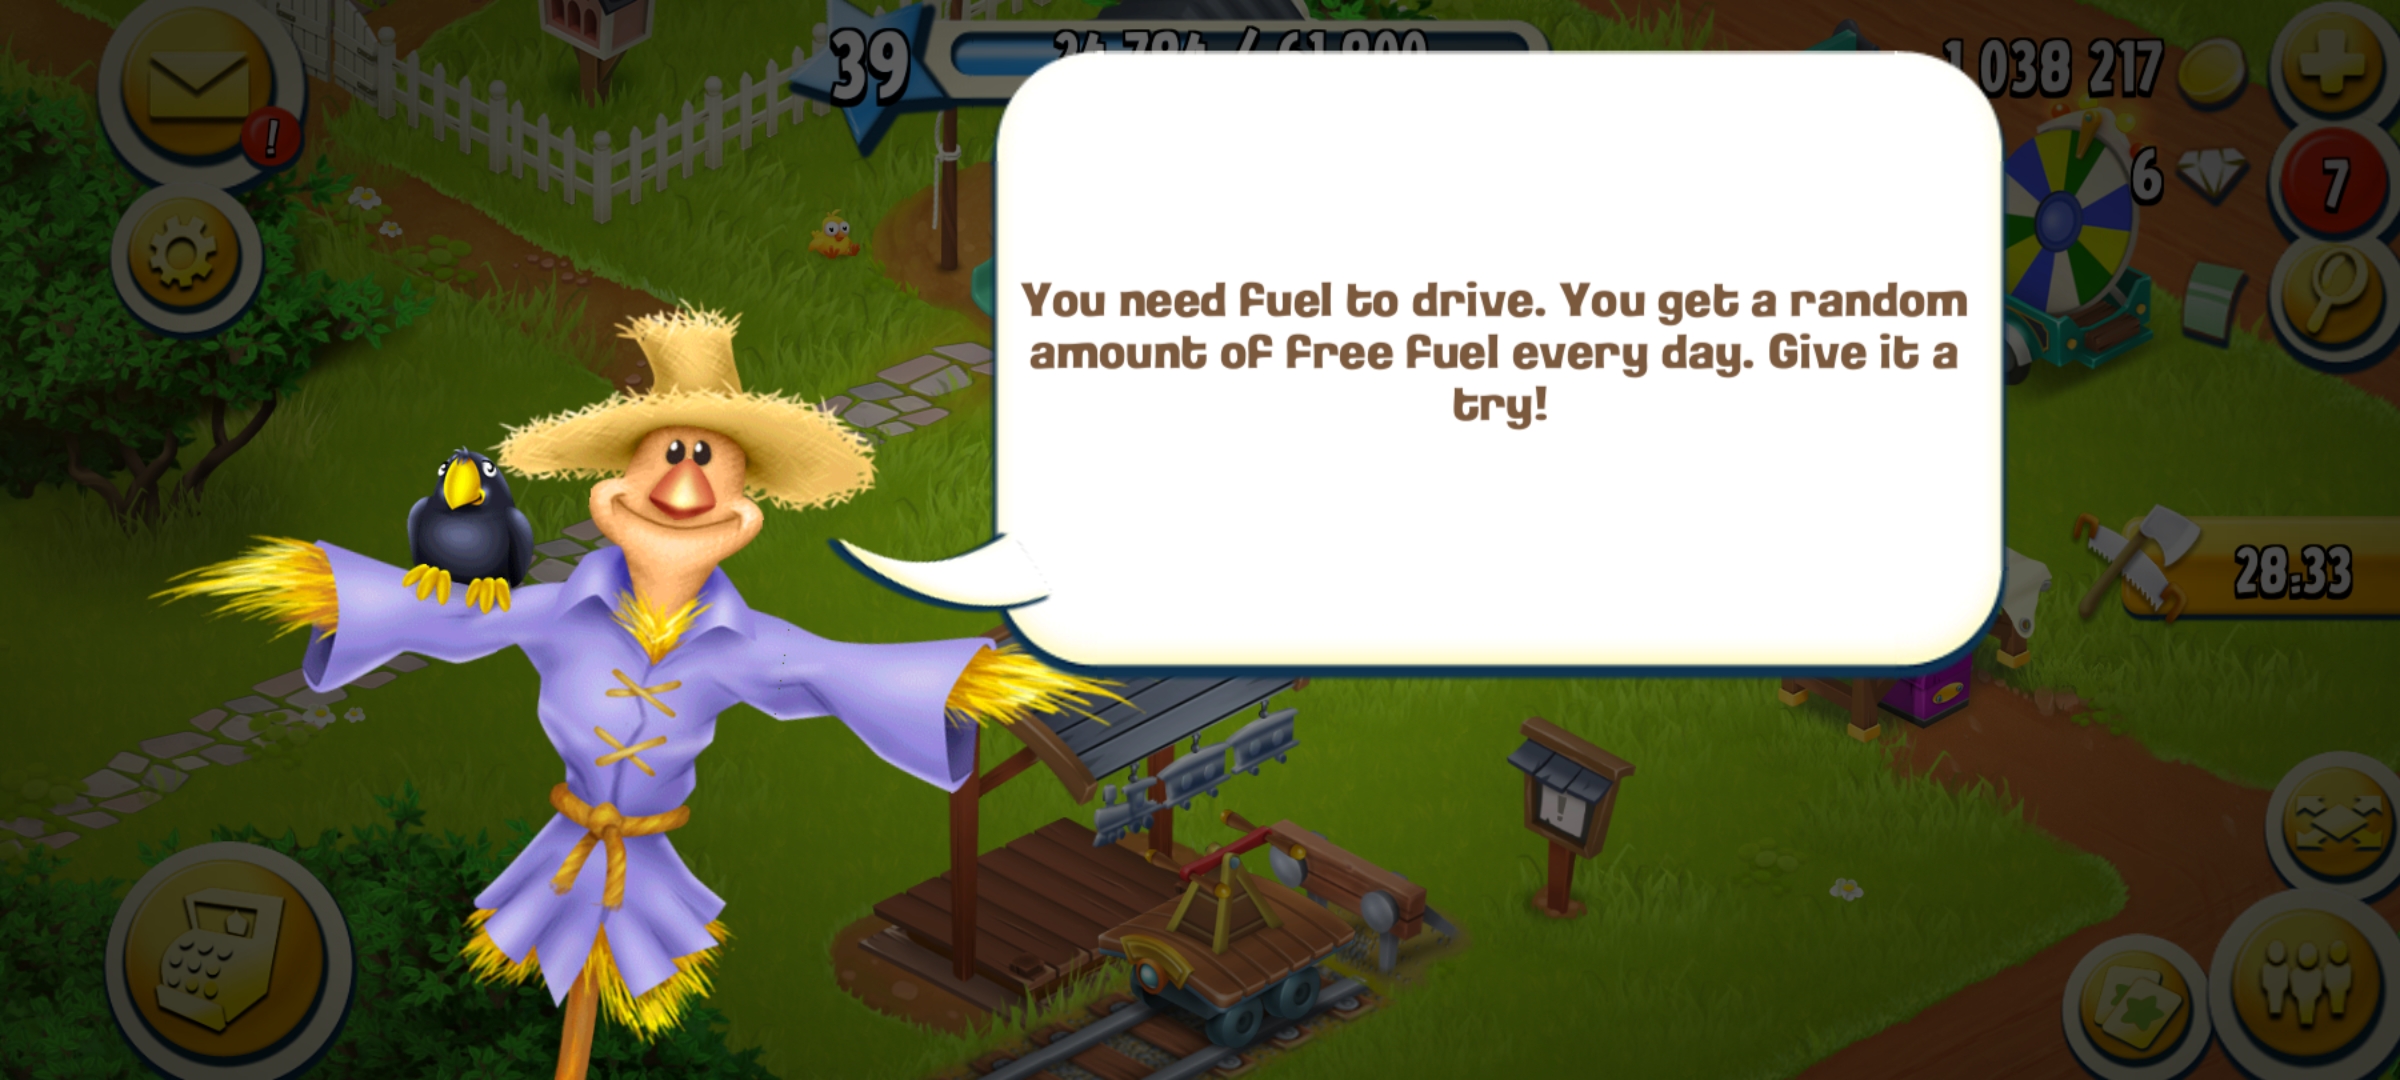 39
1 038 217
6
7
!
You need fuel to drive. You get a random
amount of free fuel every day. Give it a
try!
28:33
!